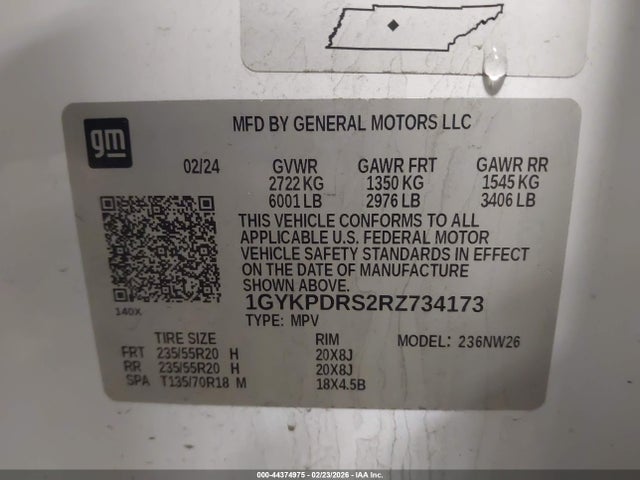 gm
MFD BY GENERAL MOTORS LLC
02/24 GVWR GAWR FRT GAWR RR
2722 KG 1350 KG 1545 KG
6001 LB 2976 LB 3406 LB
THIS VEHICLE CONFORMS TO ALL
APPLICABLE U.S. FEDERAL MOTOR
VEHICLE SAFETY STANDARDS IN EFFECT
ON THE DATE OF MANUFACTURE
SHOWN ABOVE.
1GYKPDRS2RZ734173
140X
TYPE: MPV
TIRE SIZE RIM MODEL: 236NW26
FRT 235/55R20 H 20X8J
RR 235/55R20 H 20X8J
SPA T135/70R18 M 18X4.5B
000-44374975 - 02/23/2026 - IAA Inc.